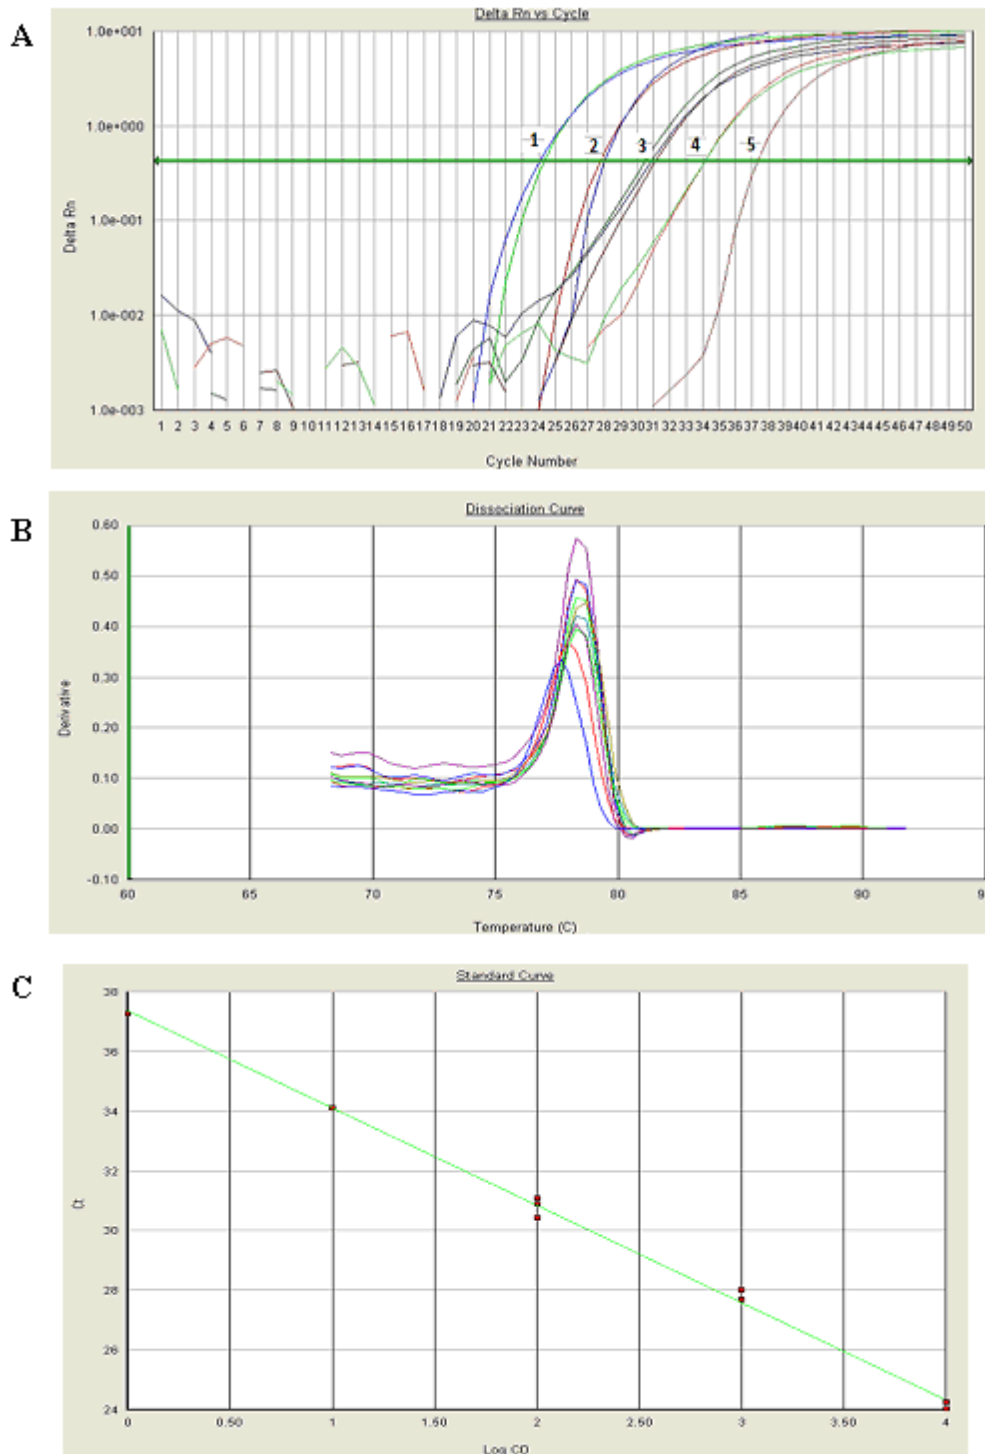 A
Delta Rn vs Cycle
1.0e+001
1.0e+000
1.0e-001
1.0e-002
1.0e-003
Delta Rn
1 2 3 4 5
1 2 3 4 5 6 7 8 9 10 11 12 13 14 15 16 17 18 19 20 21 22 23 24 25 26 27 28 29 30 31 32 33 34 35 36 37 38 39 40 41 42 43 44 45 46 47 48 49 50
Cycle Number
B
Dissociation Curve
0.60
0.50
0.40
0.30
0.20
0.10
0.00
-0.10
Derivative
60 65 70 75 80 85 90 9
Temperature (C)
C
Standard Curve
38
36
34
32
30
28
26
24
Ct
0 0.50 1 1.50 2 2.50 3 3.50 4
Log CO